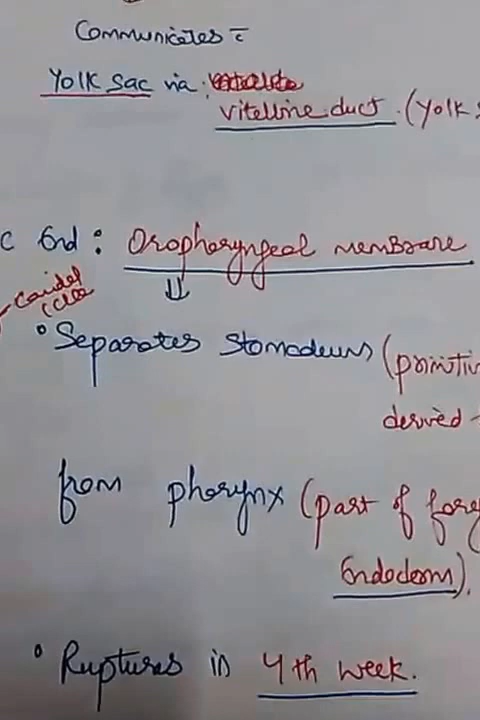 Communicates c̄
Yolk sac via:
vitelline duct. (Yolk s
c End: Oropharyngeal membrane
Caudal
° Separates Stomodeum (primitiv
derived
from pharynx (part of foreg
Endoderm).
° Ruptures in 4th week.